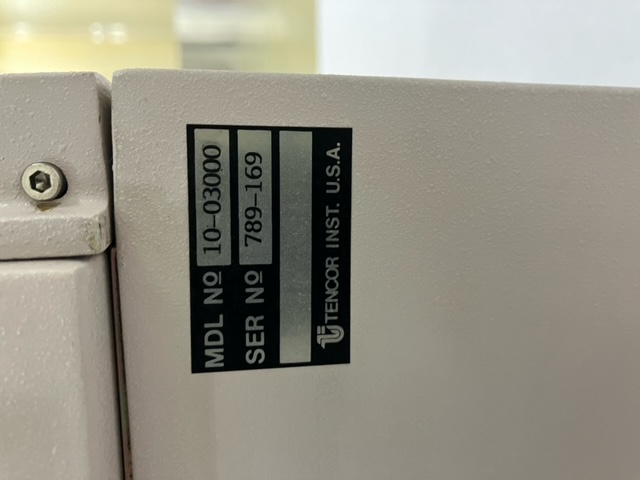 MDL Nº 10-03000
SER Nº 789-169
TENCOR INST. U.S.A.